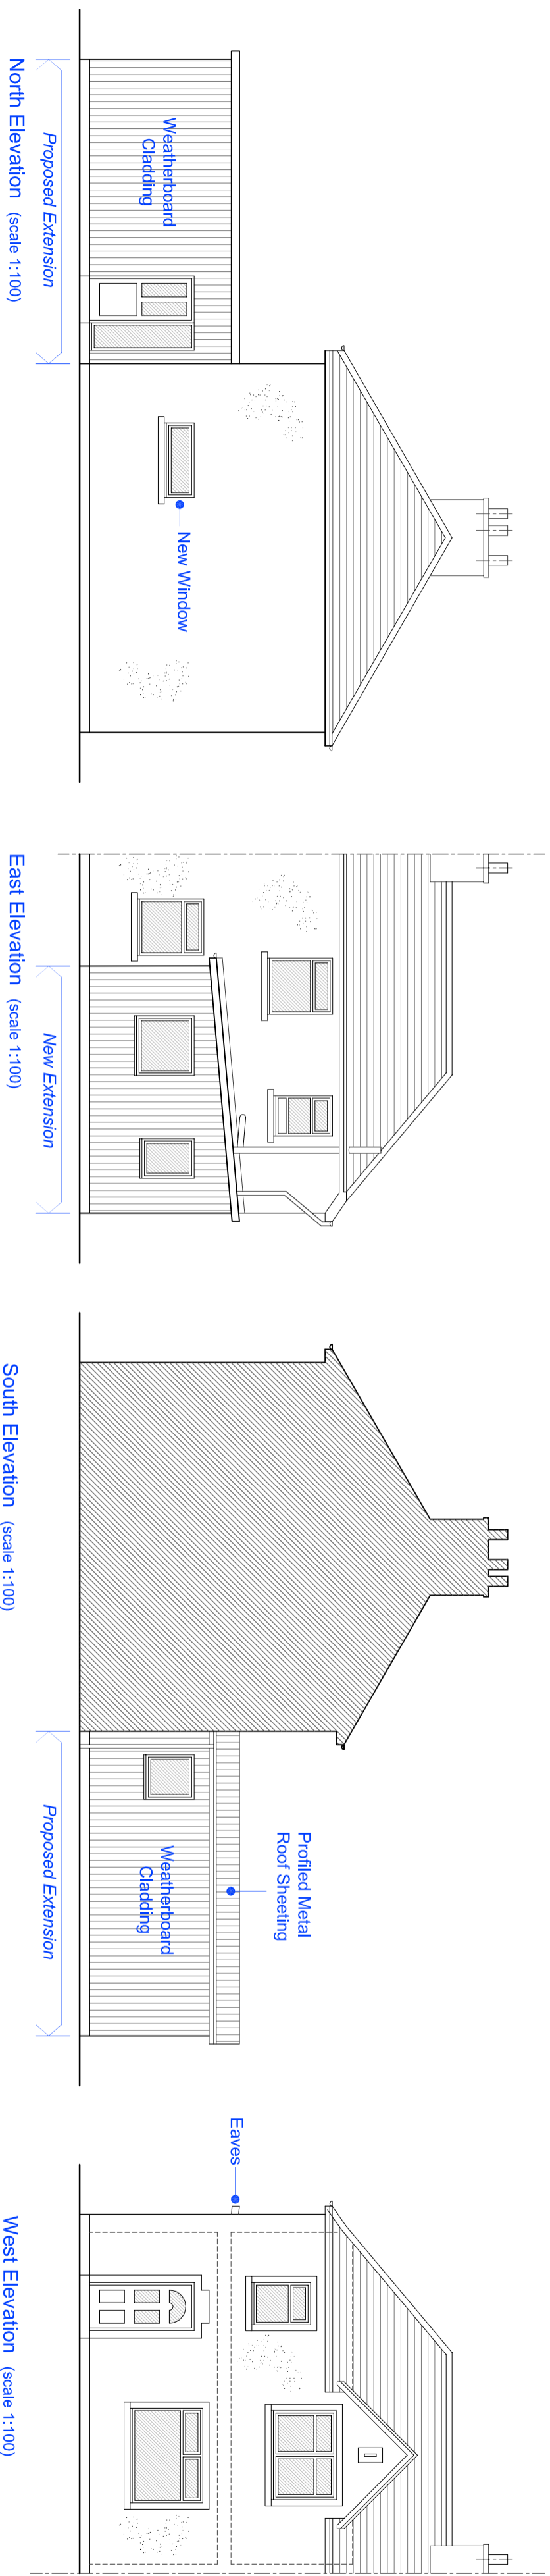 Weatherboard
Cladding
Proposed Extension
North Elevation (scale 1:100)
New Window
New Extension
East Elevation (scale 1:100)
South Elevation (scale 1:100)
Profiled Metal
Roof Sheeting
Weatherboard
Cladding
Proposed Extension
Eaves
West Elevation (scale 1:100)